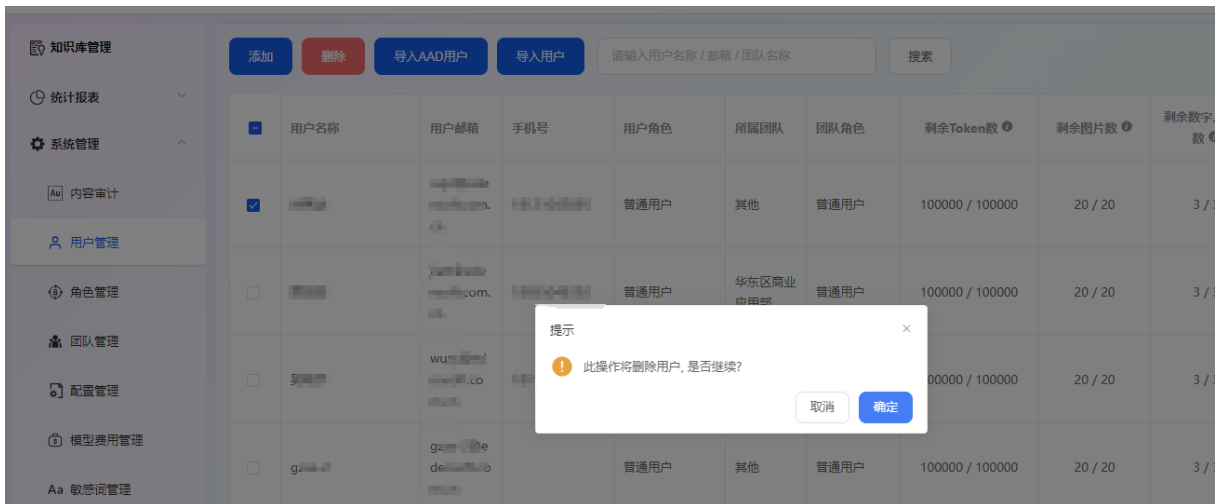 知识库管理
统计报表
系统管理
内容审计
用户管理
角色管理
团队管理
配置管理
模型费用管理
Aa 敏感词管理
添加
删除
导入AAD用户
导入用户
请输入用户名称 / 邮箱 / 团队名称
搜索
用户名称
用户邮箱
手机号
用户角色
所属团队
团队角色
剩余Token数
剩余图片数
剩余数字
数
普通用户
其他
普通用户
100000 / 100000
20 / 20
3 /
com.
普通用户
华东区商业
应用部
普通用户
100000 / 100000
20 / 20
3 /
.co
00000 / 100000
20 / 20
3 /
普通用户
其他
普通用户
100000 / 100000
20 / 20
3 /
提示
此操作将删除用户, 是否继续?
取消
确定